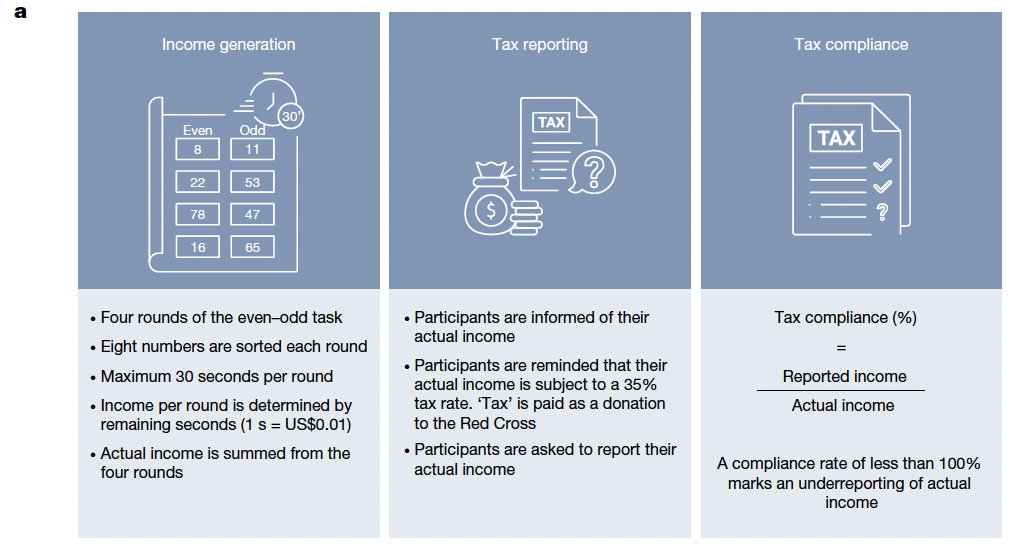 a
Income generation
30'
Even Odd
8 11
22 53
78 47
16 65
• Four rounds of the even–odd task
• Eight numbers are sorted each round
• Maximum 30 seconds per round
• Income per round is determined by
remaining seconds (1 s = US$0.01)
• Actual income is summed from the
four rounds
Tax reporting
TAX
?
$
• Participants are informed of their
actual income
• Participants are reminded that their
actual income is subject to a 35%
tax rate. ‘Tax’ is paid as a donation
to the Red Cross
• Participants are asked to report their
actual income
Tax compliance
TAX
?
Tax compliance (%)
=
Reported income
Actual income
A compliance rate of less than 100%
marks an underreporting of actual
income